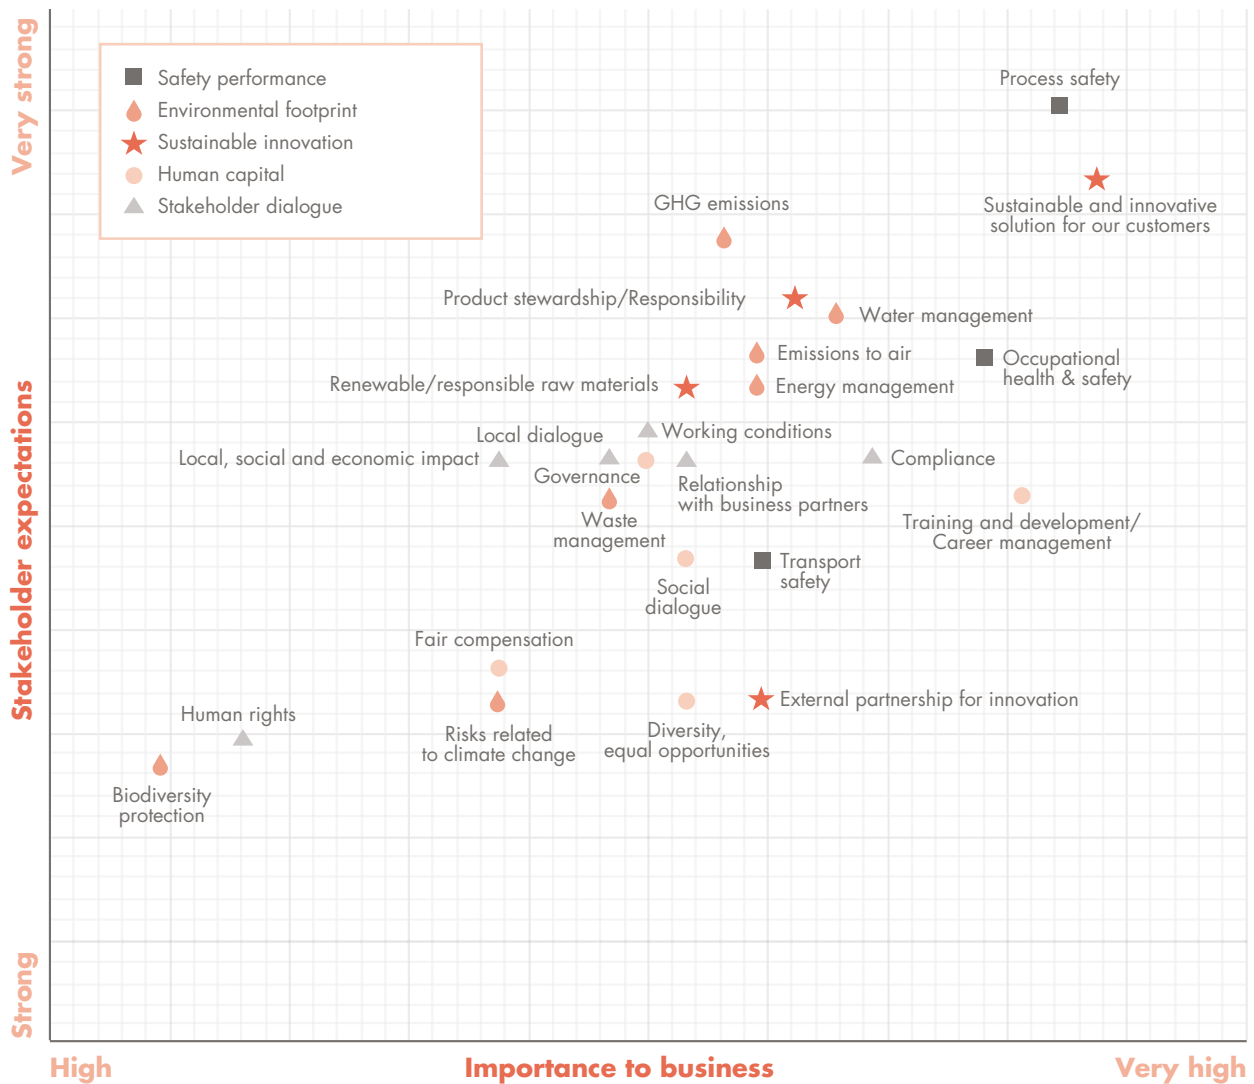 Very strong
Safety performance
Environmental footprint
Sustainable innovation
Human capital
Stakeholder dialogue
Process safety
Sustainable and innovative
solution for our customers
GHG emissions
Product stewardship/Responsibility
Water management
Emissions to air
Occupational
health & safety
Renewable/responsible raw materials
Energy management
Stakeholder expectations
Local dialogue
Working conditions
Local, social and economic impact
Governance
Relationship
with business partners
Compliance
Waste
management
Training and development/
Career management
Social
dialogue
Transport
safety
Fair compensation
Risks related
to climate change
Diversity,
equal opportunities
External partnership for innovation
Human rights
Biodiversity
protection
Strong
High
Importance to business
Very high